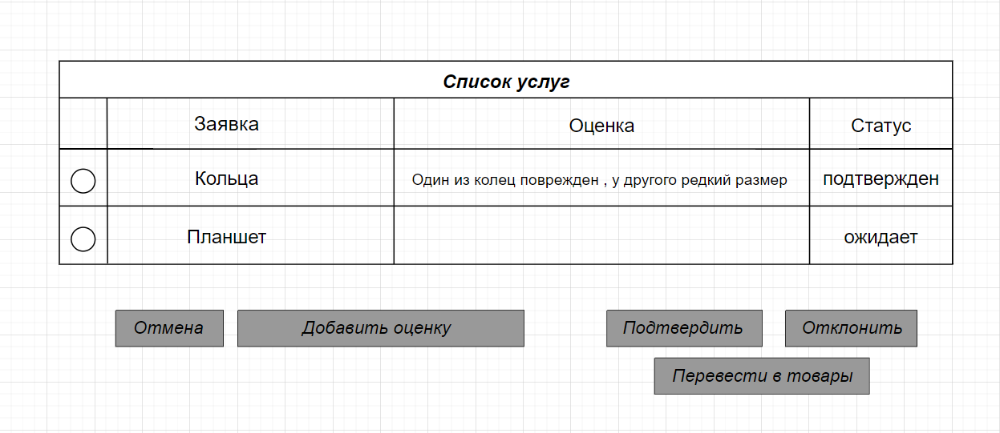 Список услуг
Заявка Оценка Статус
Кольца Один из колец поврежден , у другого редкий размер подтвержден
Планшет ожидает
Отмена Добавить оценку Подтвердить Отклонить
Перевести в товары